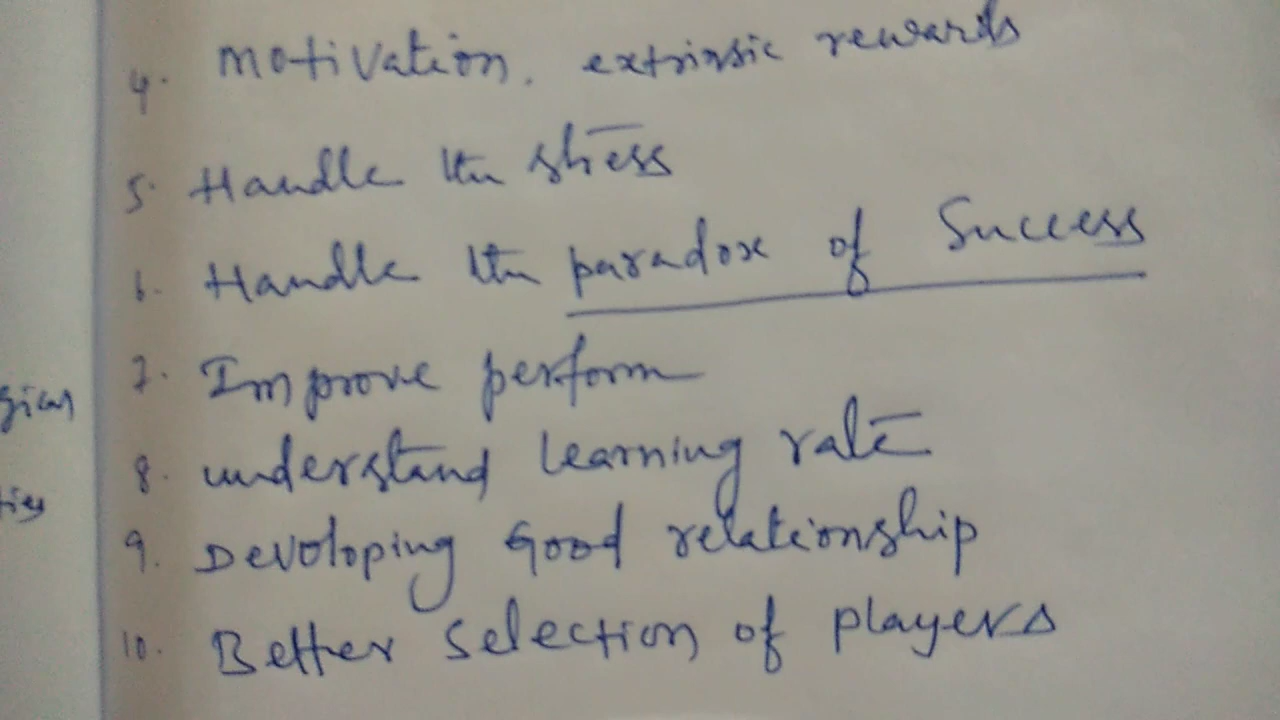 4. motivation. extrinsic rewards
5. Handle the stress
6. Handle the paradox of Success
7. Improve perform
8. understand learning rate
9. Devoloping Good relationship
10. Better selection of players